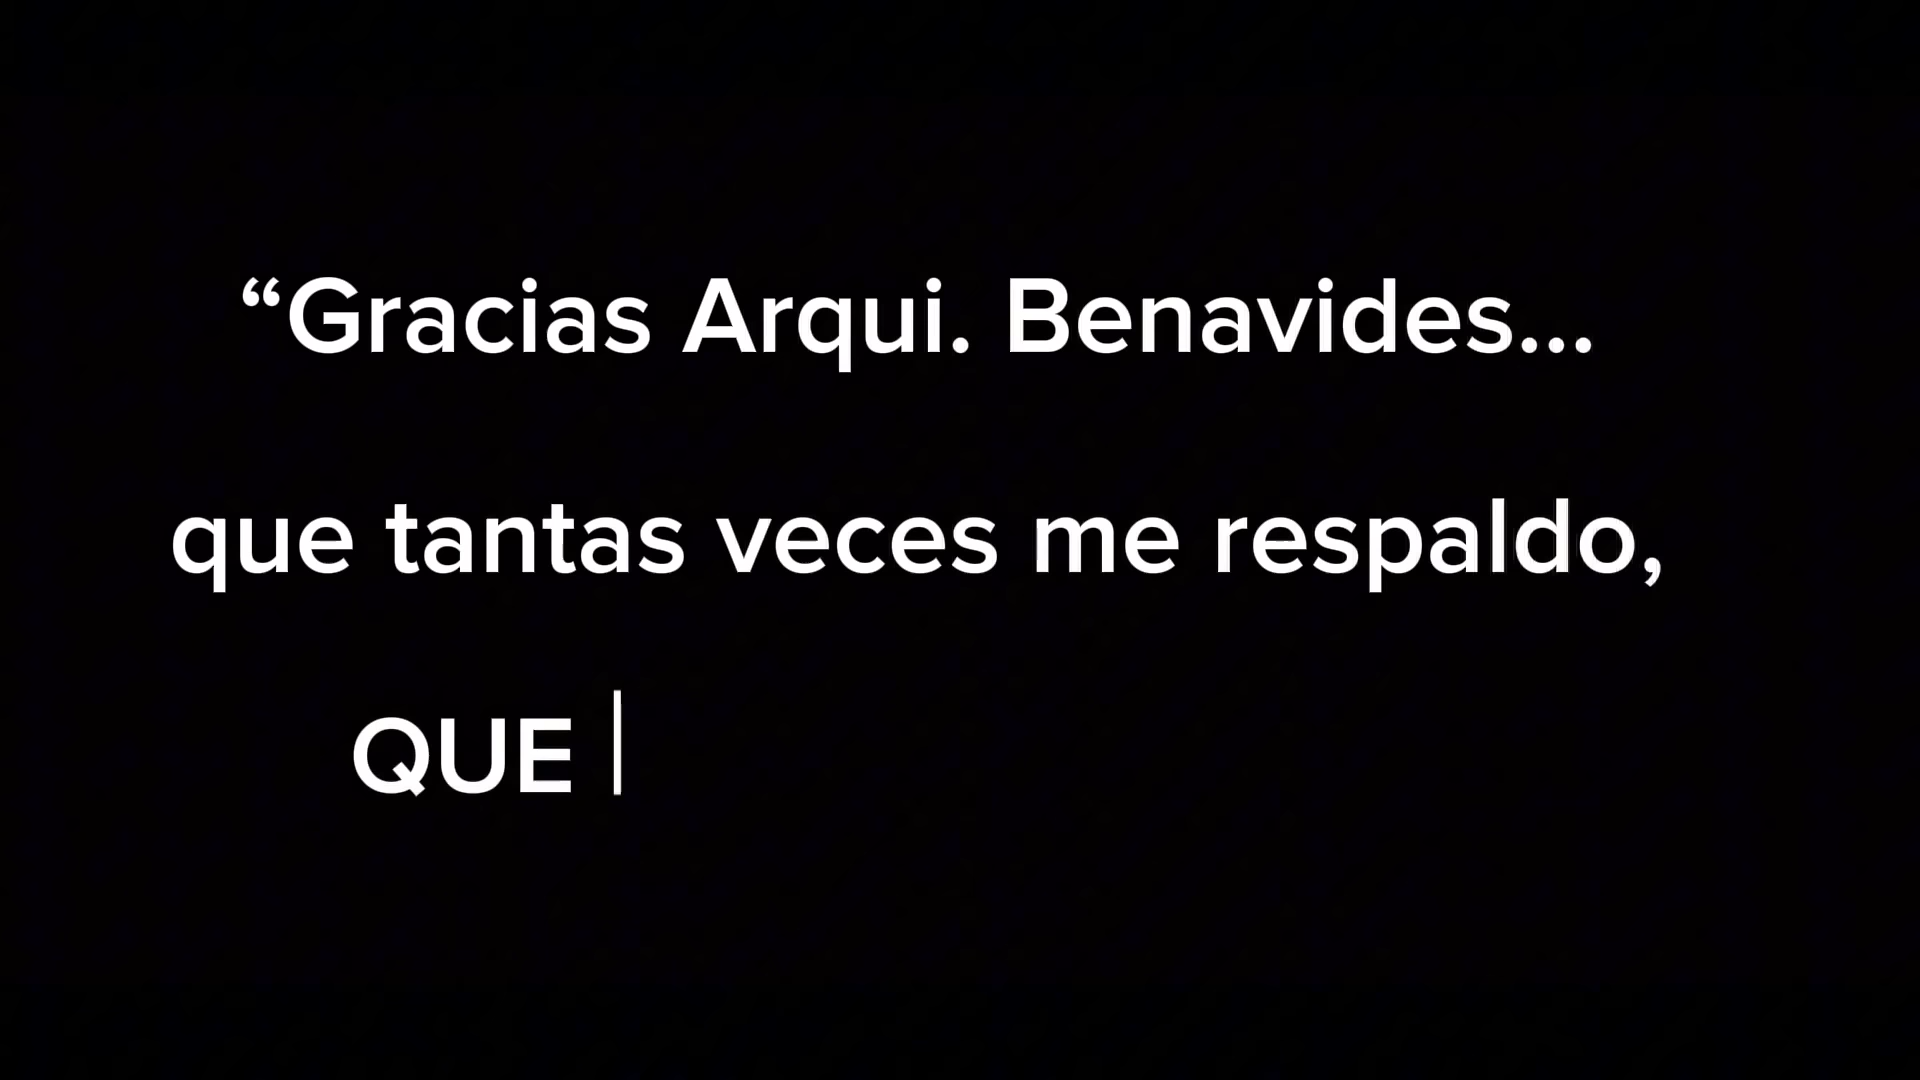 “Gracias Arqui. Benavides...
que tantas veces me respaldo,
QUE